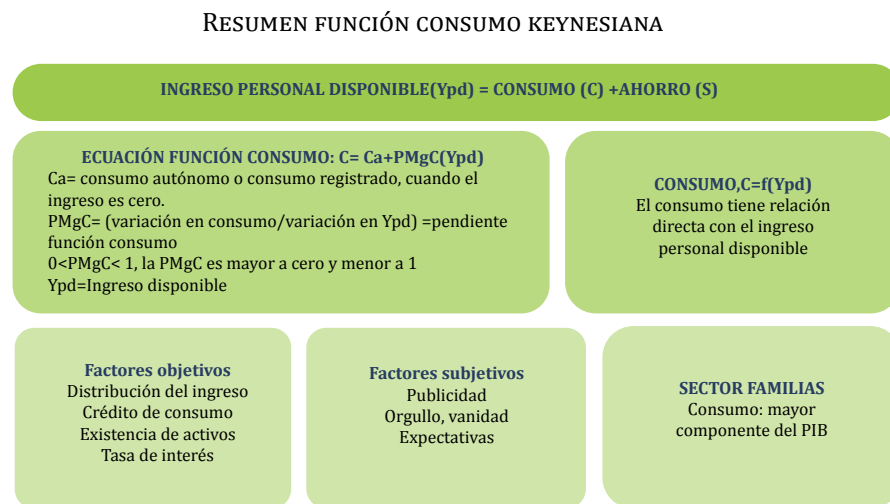 RESUMEN FUNCIÓN CONSUMO KEYNESIANA
INGRESO PERSONAL DISPONIBLE(Ypd) = CONSUMO (C) +AHORRO (S)
ECUACIÓN FUNCIÓN CONSUMO: C= Ca+PMgC(Ypd)
Ca= consumo autónomo o consumo registrado, cuando el
ingreso es cero.
PMgC= (variación en consumo/variación en Ypd) =pendiente
función consumo
0<PMgC< 1, la PMgC es mayor a cero y menor a 1
Ypd=Ingreso disponible
CONSUMO,C=f(Ypd)
El consumo tiene relación
directa con el ingreso
personal disponible
Factores objetivos
Distribución del ingreso
Crédito de consumo
Existencia de activos
Tasa de interés
Factores subjetivos
Publicidad
Orgullo, vanidad
Expectativas
SECTOR FAMILIAS
Consumo: mayor
componente del PIB